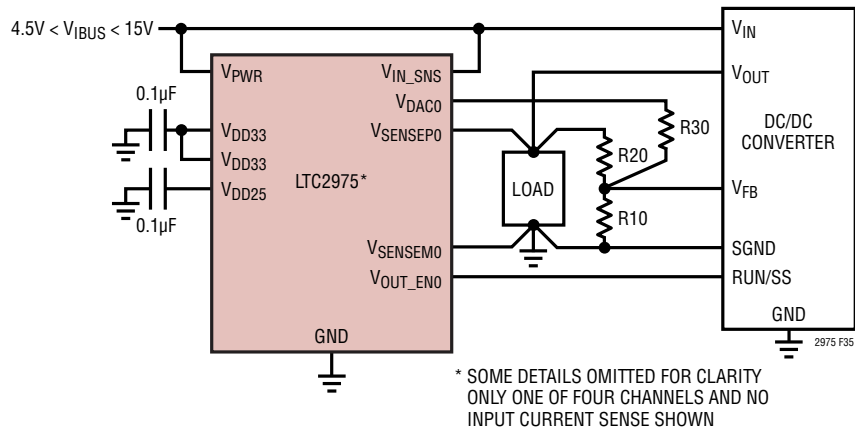 4.5V < VIBUS < 15V
VIN
VPWR
VIN_SNS
VOUT
0.1µF
VDAC0
VDD33
VSENSEP0
R20
R30
DC/DC
CONVERTER
VDD33
LTC2975*
LOAD
VDD25
VFB
R10
0.1µF
VSENSEM0
SGND
VOUT_EN0
RUN/SS
GND
GND
2975 F35
* SOME DETAILS OMITTED FOR CLARITY
ONLY ONE OF FOUR CHANNELS AND NO
INPUT CURRENT SENSE SHOWN